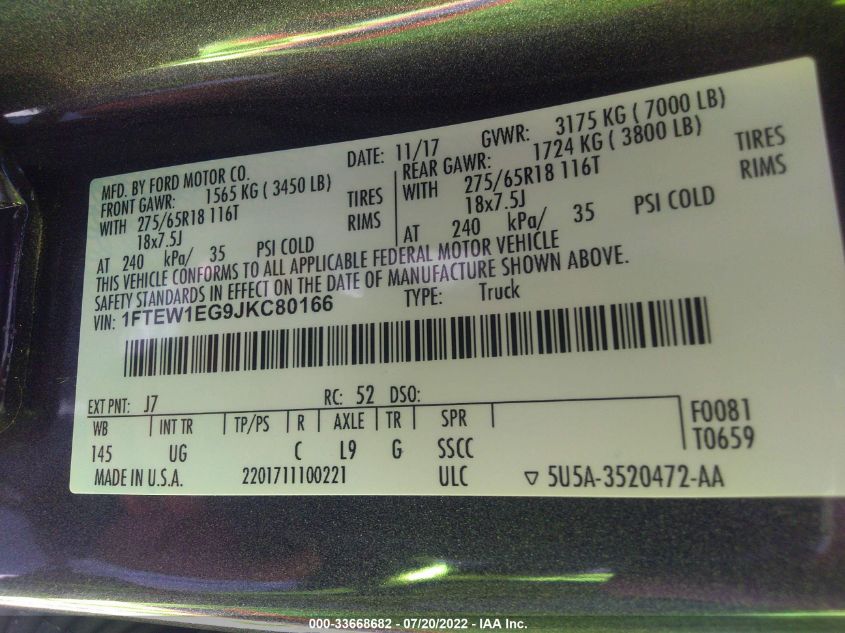 MFD. BY FORD MOTOR CO.
DATE: 11/17 GVWR: 3175 KG ( 7000 LB)
FRONT GAWR: 1565 KG ( 3450 LB)
WITH 275/65R18 116T TIRES
18x7.5J RIMS
AT 240 kPa/ 35 PSI COLD
REAR GAWR: 1724 KG ( 3800 LB)
WITH 275/65R18 116T TIRES
18x7.5J RIMS
AT 240 kPa/ 35 PSI COLD
THIS VEHICLE CONFORMS TO ALL APPLICABLE FEDERAL MOTOR VEHICLE
SAFETY STANDARDS IN EFFECT ON THE DATE OF MANUFACTURE SHOWN ABOVE.
VIN: 1FTEW1EG9JKC80166 TYPE: Truck
EXT PNT: J7 RC: 52 DSO:
WB INT TR TP/PS R AXLE TR SPR
145 UG C L9 G SSCC
F0081
T0659
MADE IN U.S.A. 2201711100221 ULC ▽ 5U5A-3520472-AA
000-33668682 - 07/20/2022 - IAA Inc.